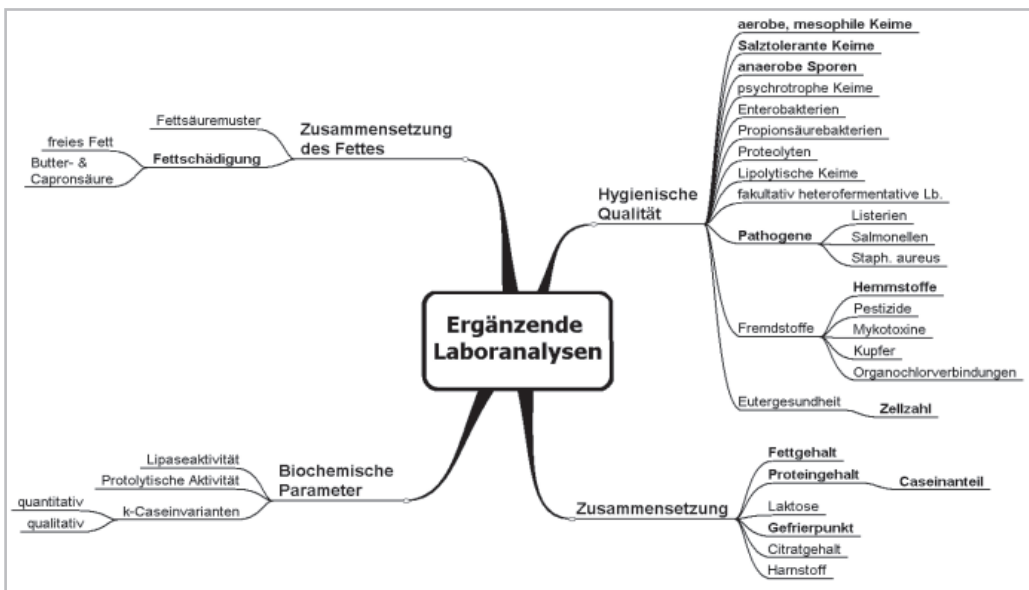 aerobe, mesophile Keime
Salztolerante Keime
anaerobe Sporen
psychrotrophe Keime
Enterobakterien
Propionsäurebakterien
Proteolyten
Lipolytische Keime
fakultativ heterofermentative Lb.
Hygienische
Qualität
Pathogene
Listerien
Salmonellen
Staph. aureus
Fremdstoffe
Hemmstoffe
Pestizide
Mykotoxine
Kupfer
Organochlorverbindungen
Eutergesundheit
Zellzahl
Zusammensetzung
des Fettes
Fettsäuremuster
Fettschädigung
freies Fett
Butter- &
Capronsäure
Ergänzende
Laboranalysen
Biochemische
Parameter
Lipaseaktivität
Protolytische Aktivität
k-Caseinvarianten
quantitativ
qualitativ
Zusammensetzung
Fettgehalt
Proteingehalt
Caseinanteil
Laktose
Gefrierpunkt
Citratgehalt
Harnstoff